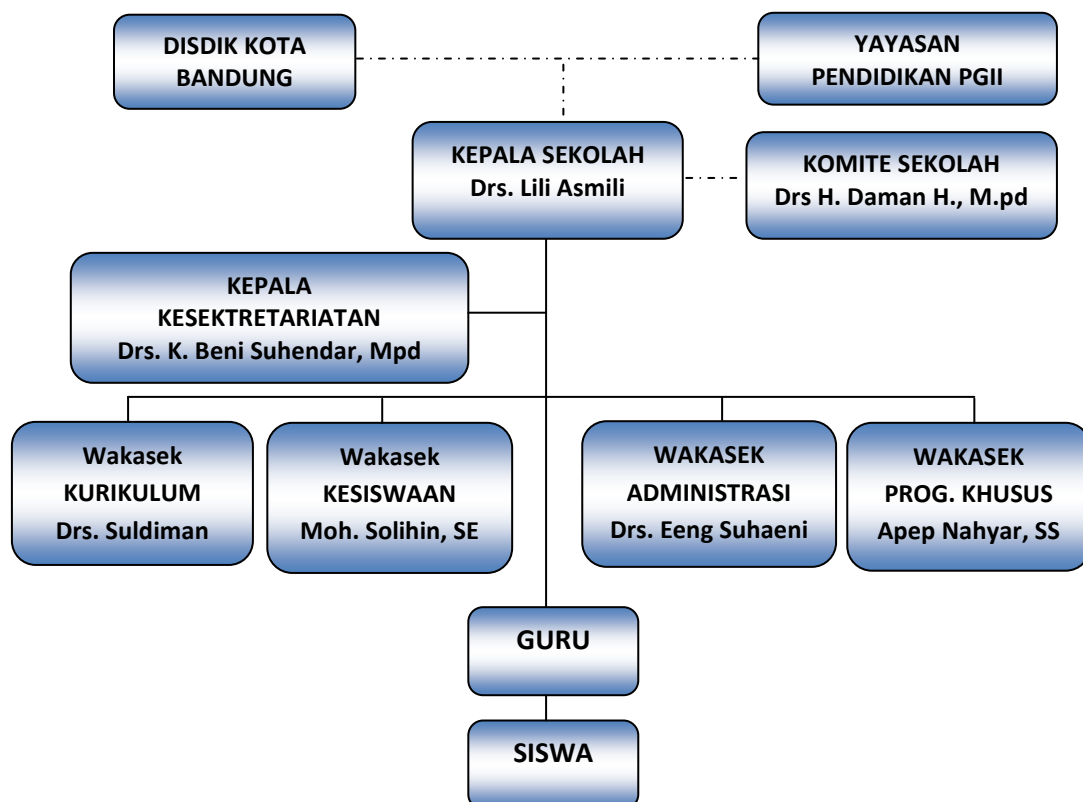 DISDIK KOTA
BANDUNG
YAYASAN
PENDIDIKAN PGII
KEPALA SEKOLAH
Drs. Lili Asmili
KOMITE SEKOLAH
Drs H. Daman H., M.pd
KEPALA
KESEKTRETARIATAN
Drs. K. Beni Suhendar, Mpd
Wakasek
KURIKULUM
Drs. Suldiman
Wakasek
KESISWAAN
Moh. Solihin, SE
WAKASEK
ADMINISTRASI
Drs. Eeng Suhaeni
WAKASEK
PROG. KHUSUS
Apep Nahyar, SS
GURU
SISWA